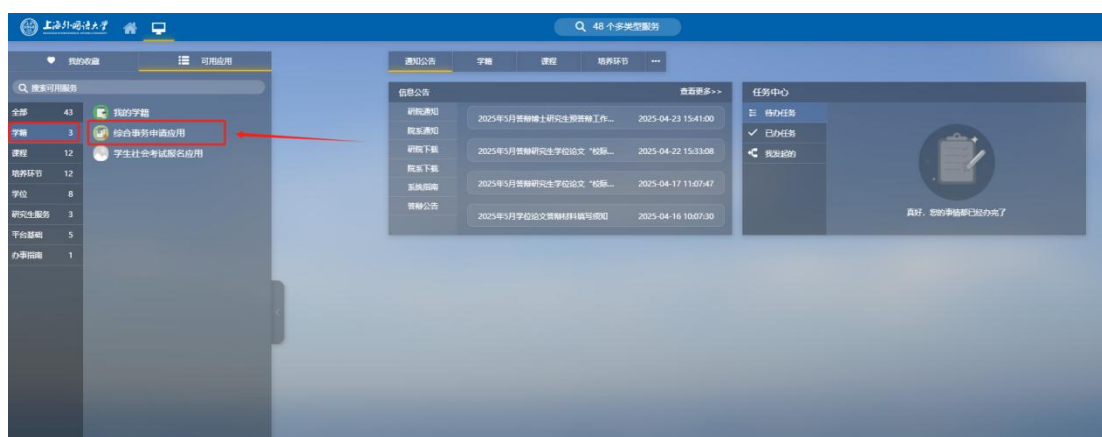 上海外国语大学
48 个多类型服务
我的收藏 可用应用
搜索可用服务
全部 43
学籍 3
课程 12
培养环节 12
学位 8
研究生服务 3
平台基础 5
办事指南 1
我的学籍
综合事务申请应用
学生社会考试报名应用
通知公告 学籍 课程 培养环节 ···
信息公告 查看更多>>
研院通知
院系通知
研院下载
院系下载
系统指南
答辩公告
2025年5月答辩博士研究生预答辩工作... 2025-04-23 15:41:00
2025年5月答辩研究生学位论文“校际... 2025-04-22 15:33:08
2025年5月答辩研究生学位论文“校际... 2025-04-17 11:07:47
2025年5月学位论文答辩材料填写须知 2025-04-16 10:07:30
任务中心
待办任务
已办任务
我发起的
真好，您的事情都已经办完了